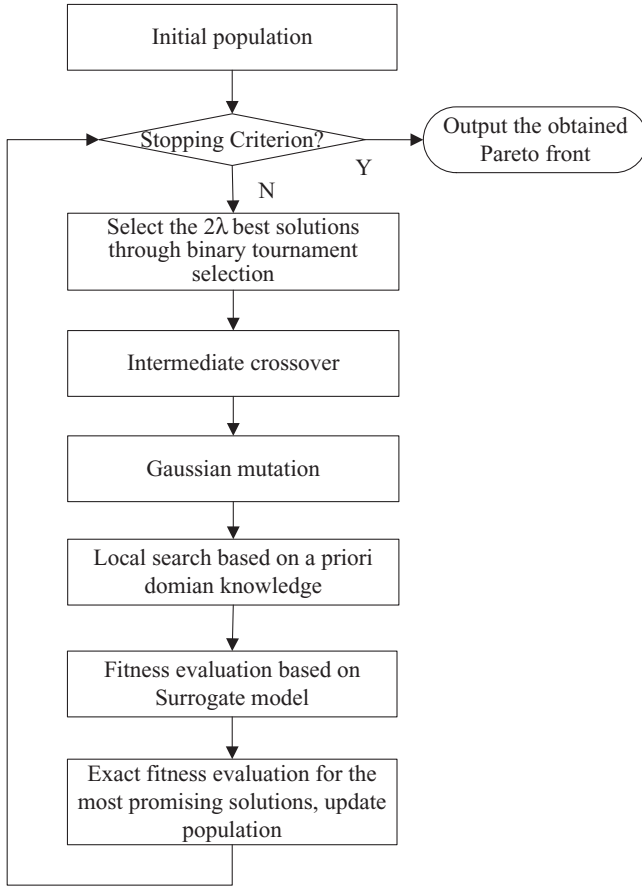 Initial population
Stopping Criterion?
Output the obtained
Pareto front
Y
N
Select the 2λ best solutions
through binary tournament
selection
Intermediate crossover
Gaussian mutation
Local search based on a priori
domian knowledge
Fitness evaluation based on
Surrogate model
Exact fitness evaluation for the
most promising solutions, update
population